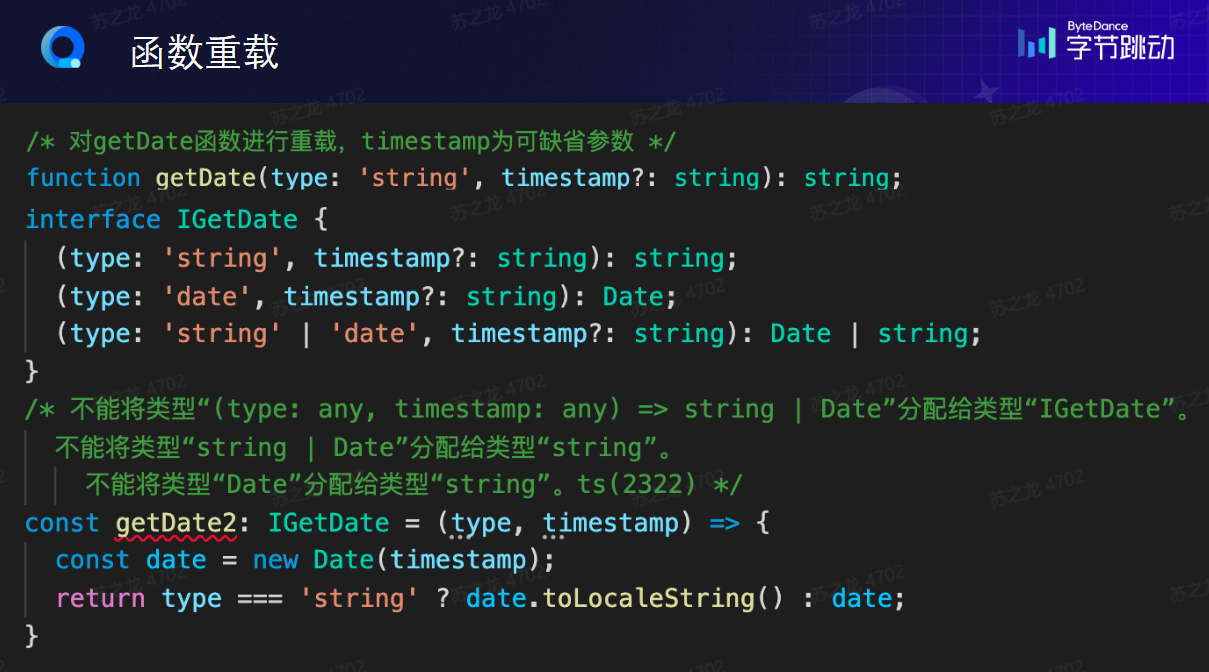 函数重载
ByteDance
字节跳动
/* 对getDate函数进行重载，timestamp为可缺省参数 */
function getDate(type: 'string', timestamp?: string): string;
interface IGetDate {
(type: 'string', timestamp?: string): string;
(type: 'date', timestamp?: string): Date;
(type: 'string' | 'date', timestamp?: string): Date | string;
}
/* 不能将类型“(type: any, timestamp: any) => string | Date”分配给类型“IGetDate”。
不能将类型“string | Date”分配给类型“string”。
不能将类型“Date”分配给类型“string”。ts(2322) */
const getDate2: IGetDate = (type, timestamp) => {
const date = new Date(timestamp);
return type === 'string' ? date.toLocaleString() : date;
}
苏之龙 4702